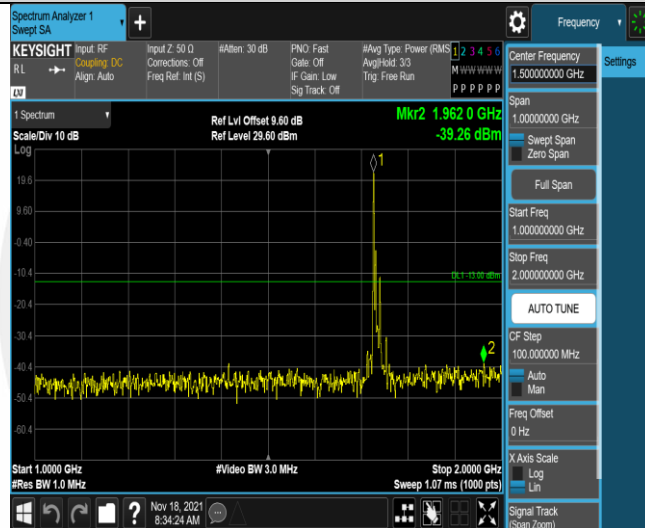 Spectrum Analyzer 1
Swept SA
+
Frequency
KEYSIGHT
Input: RF
Coupling: DC
Align: Auto
Input Z: 50 Ω
Corrections: Off
Freq Ref: Int (S)
#Atten: 30 dB
PNO: Fast
Gate: Off
IF Gain: Low
Sig Track: Off
#Avg Type: Power (RMS
Avg|Hold: 3/3
Trig: Free Run
1 2 3 4 5 6
M W W W W W
P P P P P P
R L
LXI
1 Spectrum
Scale/Div 10 dB
Log
Ref Lvl Offset 9.60 dB
Ref Level 29.60 dBm
Mkr2 1.962 0 GHz
-39.26 dBm
1
19.6
9.60
-0.40
-10.4
DL1 -13.00 dBm
-20.4
-30.4
2
-40.4
-50.4
-60.4
Start 1.0000 GHz
#Res BW 1.0 MHz
#Video BW 3.0 MHz
Stop 2.0000 GHz
Sweep 1.07 ms (1000 pts)
?
Nov 18, 2021
8:34:24 AM
Center Frequency
1.500000000 GHz
Settings
Span
1.00000000 GHz
Swept Span
Zero Span
Full Span
Start Freq
1.000000000 GHz
Stop Freq
2.000000000 GHz
AUTO TUNE
CF Step
100.000000 MHz
Auto
Man
Freq Offset
0 Hz
X Axis Scale
Log
Lin
Signal Track
(Span Zoom)